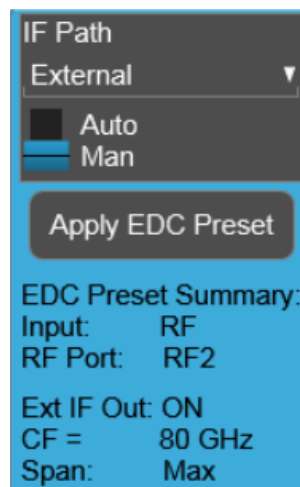 IF Path
External
Auto
Man
Apply EDC Preset
EDC Preset Summary:
Input: RF
RF Port: RF2
Ext IF Out: ON
CF = 80 GHz
Span: Max